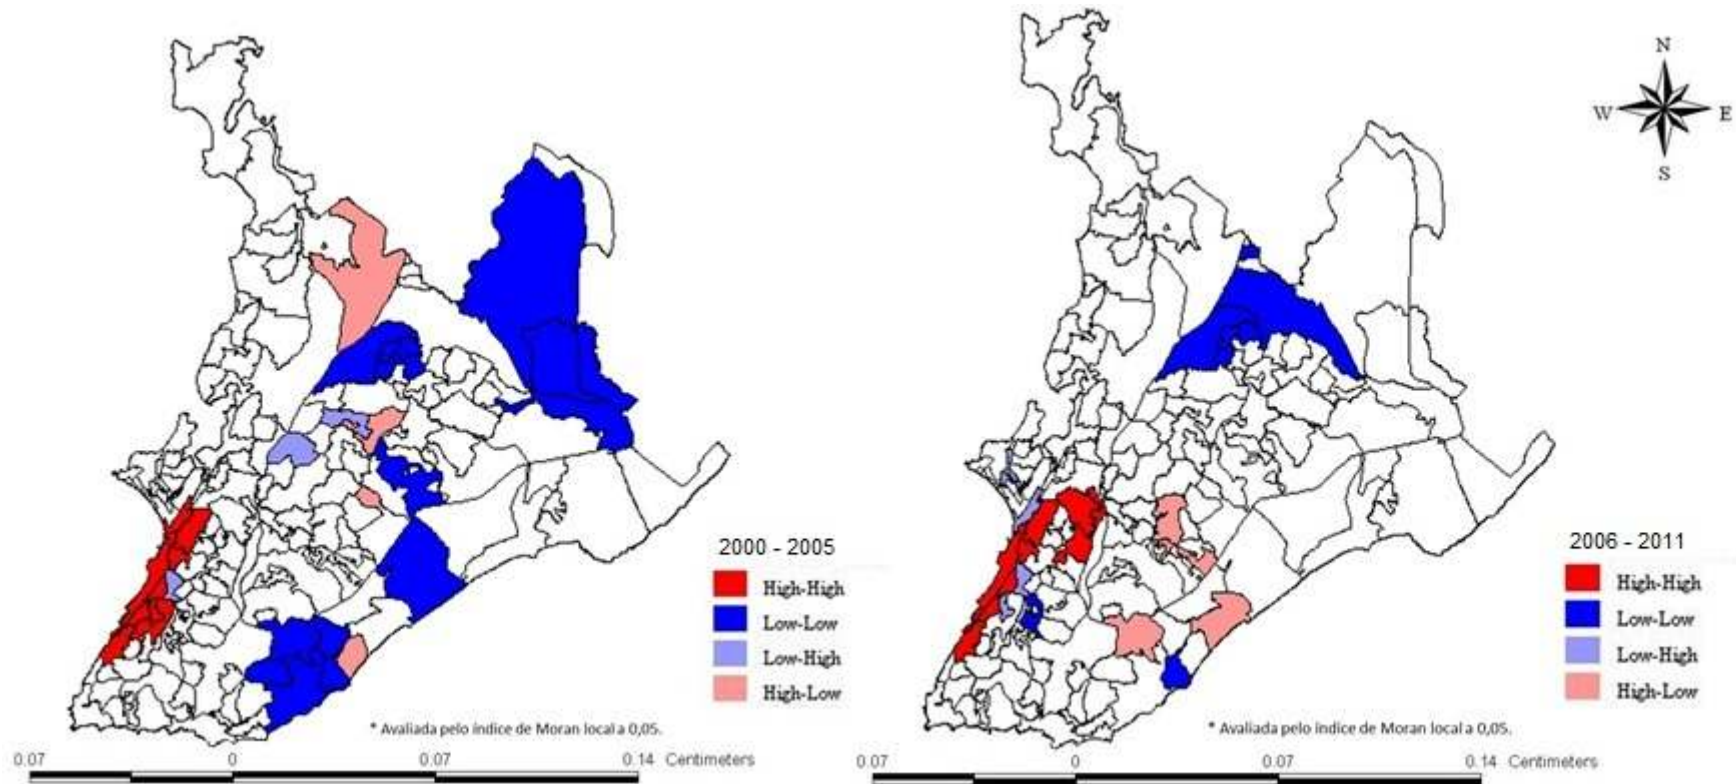 N
W E
S
2000 - 2005
High-High
Low-Low
Low-High
High-Low
* Avaliada pelo índice de Moran local a 0,05.
0.07 0 0.07 0.14 Centimeters
2006 - 2011
High-High
Low-Low
Low-High
High-Low
* Avaliada pelo índice de Moran local a 0,05.
0.07 0 0.07 0.14 Centimeters